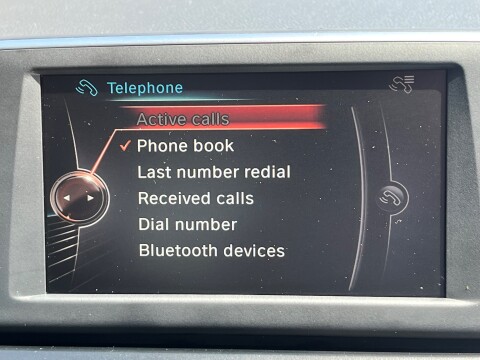 Telephone
Active calls
Phone book
Last number redial
Received calls
Dial number
Bluetooth devices